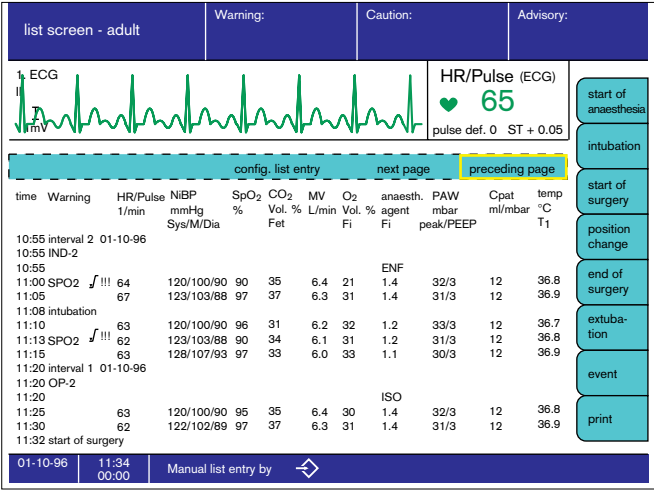 list screen - adult
Warning:
Caution:
Advisory:
1. ECG
II
1mV
HR/Pulse (ECG)
65
pulse def. 0 ST + 0.05
start of
anaesthesia
intubation
start of
surgery
position
change
end of
surgery
extuba-
tion
event
print
config. list entry next page preceding page
time Warning HR/Pulse NiBP SpO2 CO2 MV O2 anaesth. PAW Cpat temp
1/min mmHg % Vol. % L/min Vol. % agent mbar ml/mbar °C
Sys/M/Dia Fet Fi Fi peak/PEEP T1
10:55 interval 2 01-10-96
10:55 IND-2
10:55 ENF
11:00 SPO2 !!! 64 120/100/90 90 35 6.4 21 1.4 32/3 12 36.8
11:05 67 123/103/88 97 37 6.3 31 1.4 31/3 12 36.9
11:08 intubation
11:10 63 120/100/90 96 31 6.2 32 1.2 33/3 12 36.7
11:13 SPO2 !!! 62 123/103/88 90 34 6.1 31 1.2 31/3 12 36.8
11:15 63 128/107/93 97 33 6.0 33 1.1 30/3 12 36.9
11:20 interval 1 01-10-96
11:20 OP-2
11:20 ISO
11:25 63 120/100/90 95 35 6.4 30 1.4 32/3 12 36.8
11:30 62 122/102/89 97 37 6.3 31 1.4 31/3 12 36.9
11:32 start of surgery
01-10-96 11:34 Manual list entry by
00:00